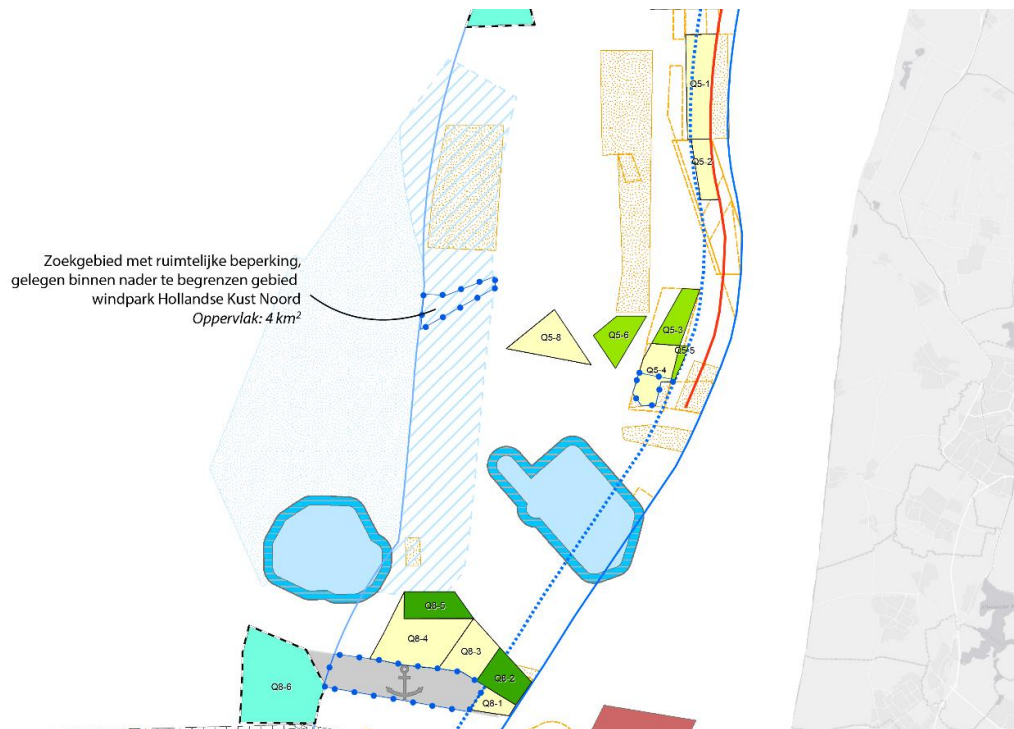 Q5-1
Q5-2
Zoekgebied met ruimtelijke beperking,
gelegen binnen nader te begrenzen gebied
windpark Hollandse Kust Noord
Oppervlak: 4 km²
Q5-8
Q5-6
Q5-3
Q5-5
Q5-4
Q8-5
Q8-4
Q8-3
Q8-2
Q8-6
Q8-1